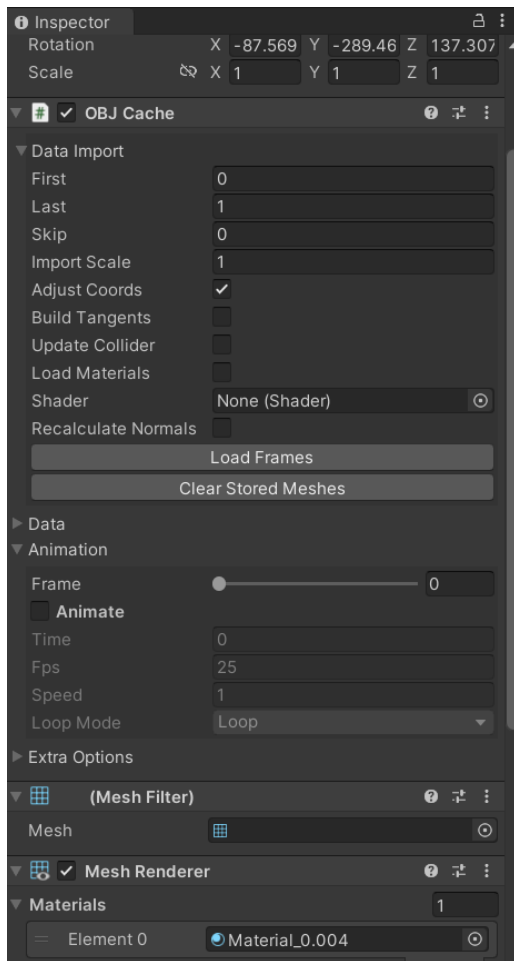 Inspector
Rotation X -87.569 Y -289.46 Z 137.307
Scale X 1 Y 1 Z 1
# OBJ Cache
Data Import
First 0
Last 1
Skip 0
Import Scale 1
Adjust Coords
Build Tangents
Update Collider
Load Materials
Shader None (Shader)
Recalculate Normals
Load Frames
Clear Stored Meshes
Data
Animation
Frame 0
Animate
Time 0
Fps 25
Speed 1
Loop Mode Loop
Extra Options
(Mesh Filter)
Mesh
Mesh Renderer
Materials 1
Element 0 Material_0.004